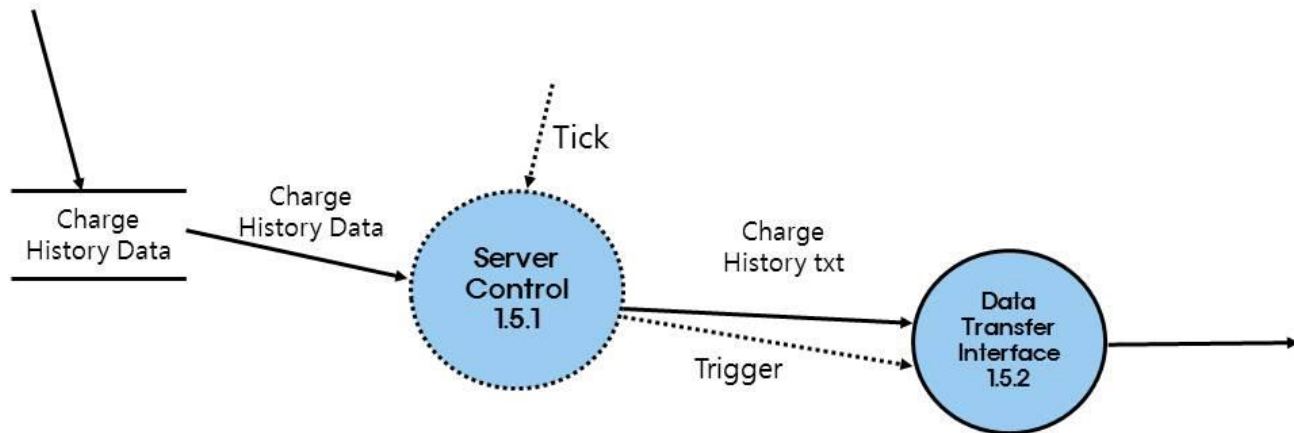 Tick
Charge
History Data
Charge
History Data
Server
Control
1.5.1
Charge
History txt
Trigger
Data
Transfer
Interface
1.5.2